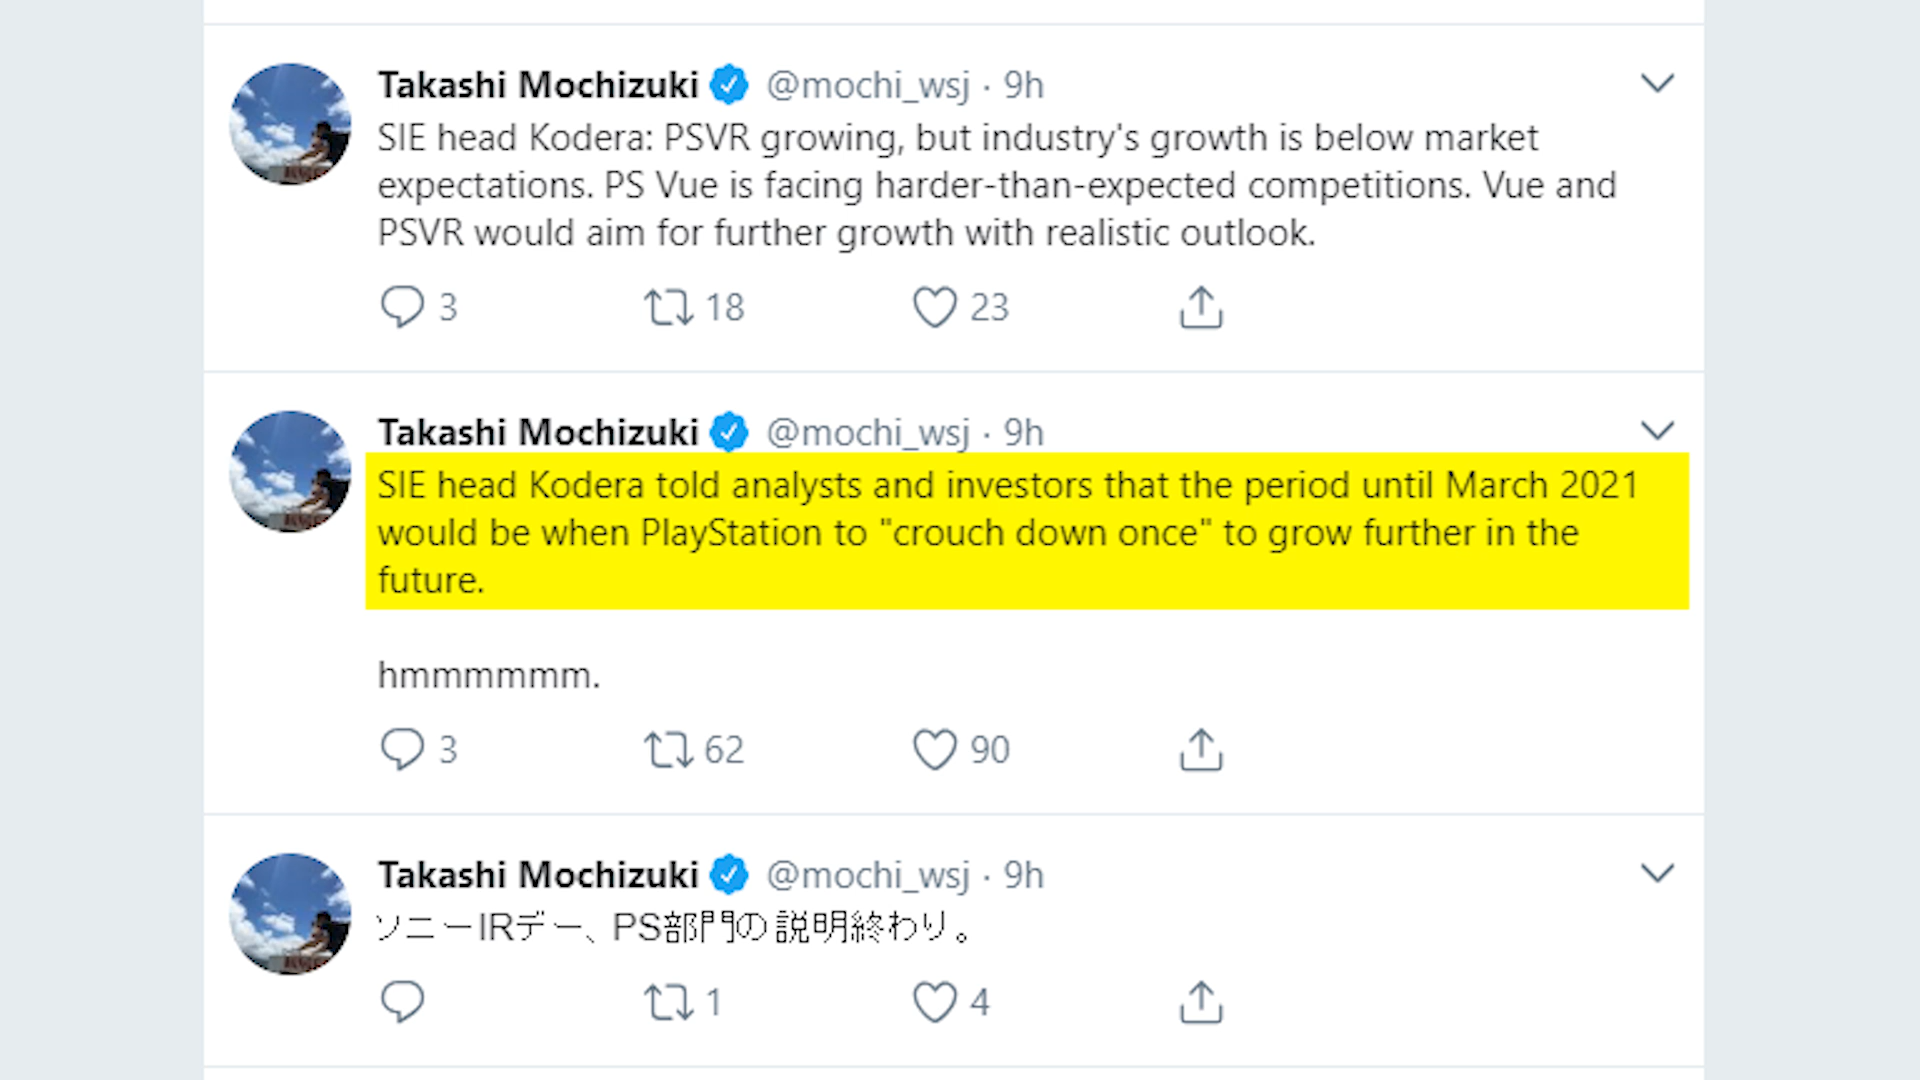 Takashi Mochizuki @mochi_wsj · 9h
SIE head Kodera: PSVR growing, but industry's growth is below market
expectations. PS Vue is facing harder-than-expected competitions. Vue and
PSVR would aim for further growth with realistic outlook.
3 18 23
Takashi Mochizuki @mochi_wsj · 9h
SIE head Kodera told analysts and investors that the period until March 2021
would be when PlayStation to "crouch down once" to grow further in the
future.
hmmmmmm.
3 62 90
Takashi Mochizuki @mochi_wsj · 9h
ソニーIRデー、PS部門の説明終わり。
1 4